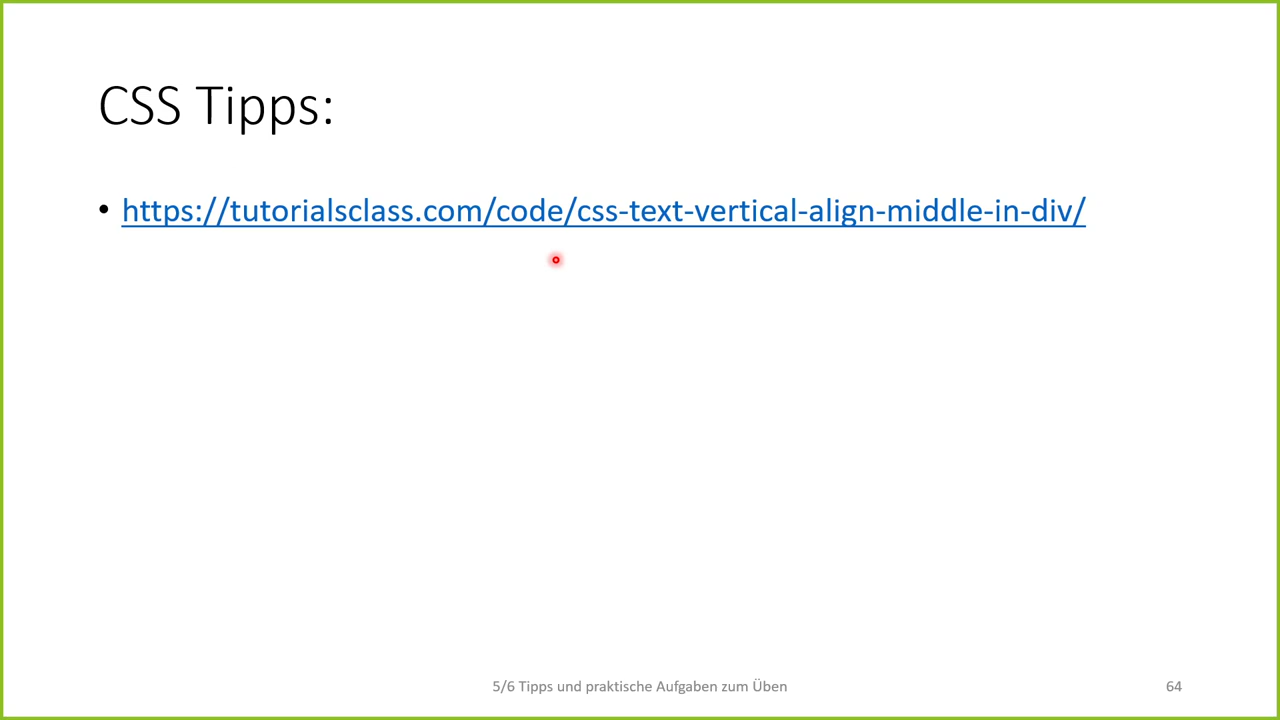 CSS Tipps:
• https://tutorialsclass.com/code/css-text-vertical-align-middle-in-div/
5/6 Tipps und praktische Aufgaben zum Üben
64